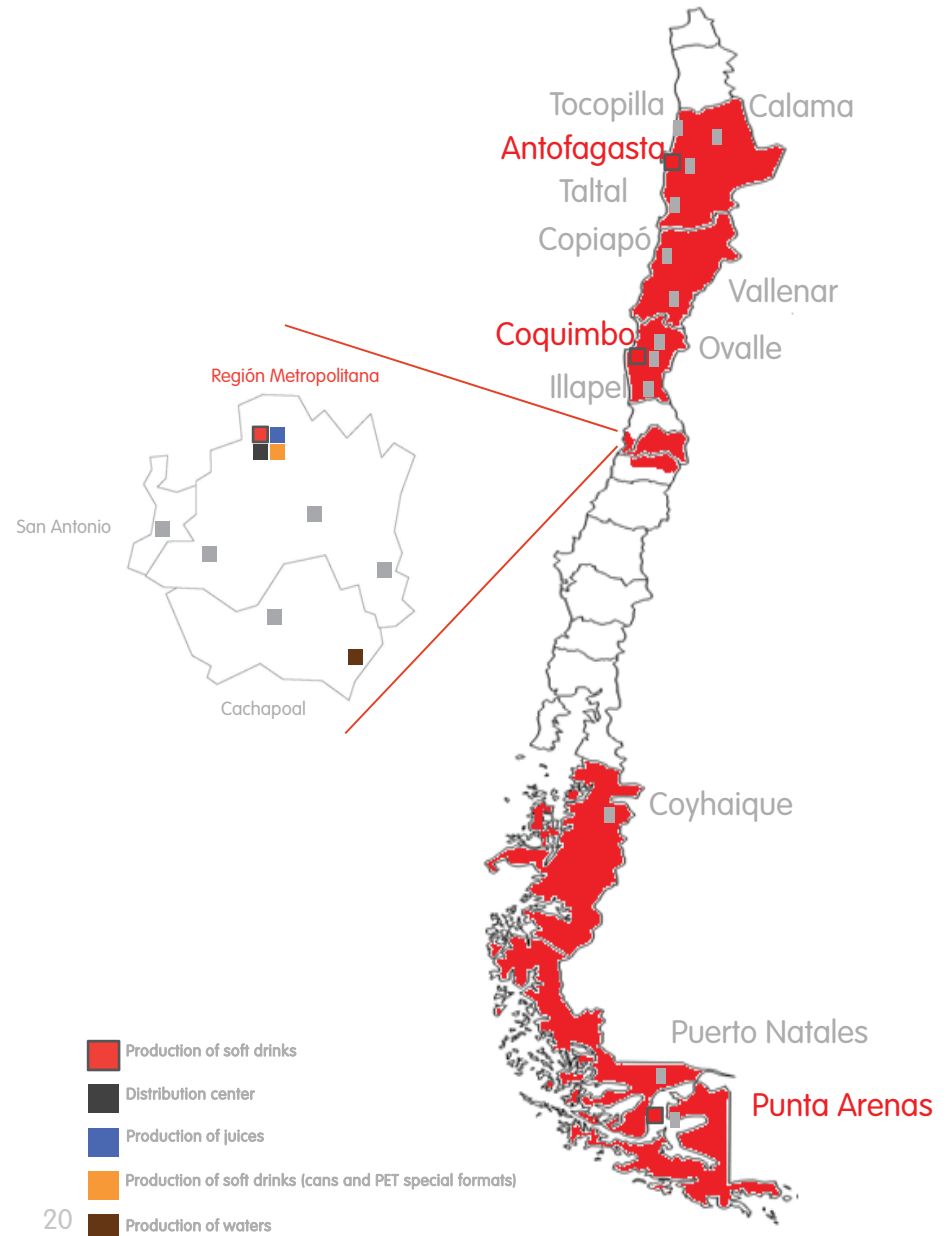 Tocopilla
Calama
Antofagasta
Taltal
Copiapó
Vallenar
Coquimbo
Ovalle
Illapel
Región Metropolitana
San Antonio
Cachapoal
Coyhaique
Puerto Natales
Punta Arenas
Production of soft drinks
Distribution center
Production of juices
Production of soft drinks (cans and PET special formats)
Production of waters
20